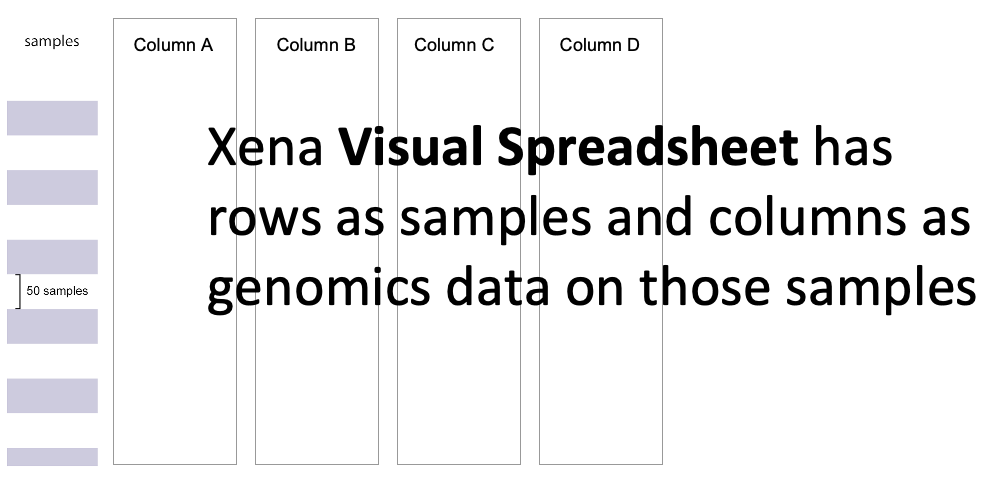 samples
Column A
Column B
Column C
Column D
Xena Visual Spreadsheet has
rows as samples and columns as
genomics data on those samples
50 samples